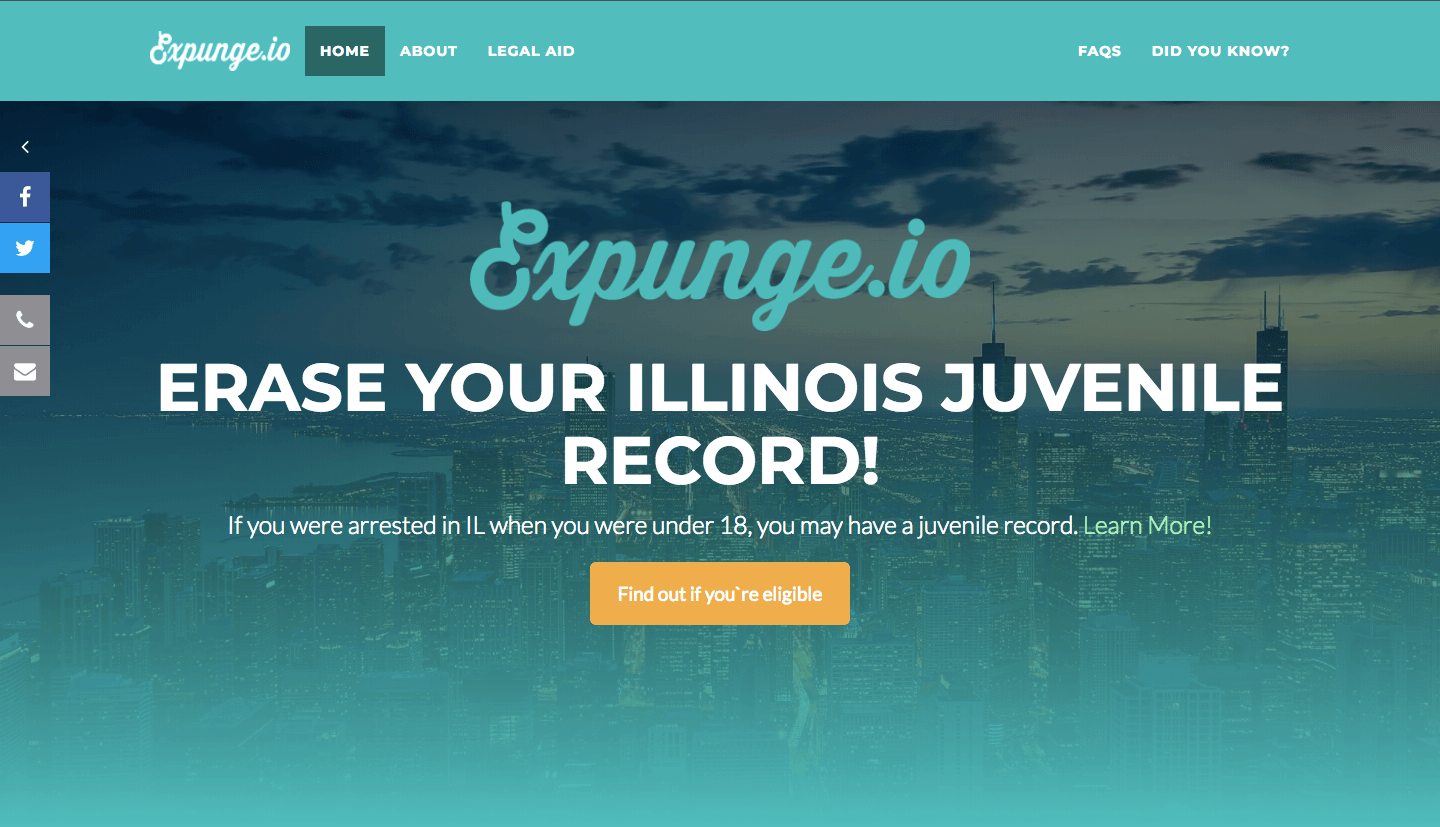 Expunge.io
HOME
ABOUT
LEGAL AID
FAQS
DID YOU KNOW?
Expunge.io
ERASE YOUR ILLINOIS JUVENILE
RECORD!
If you were arrested in IL when you were under 18, you may have a juvenile record. Learn More!
Find out if you`re eligible